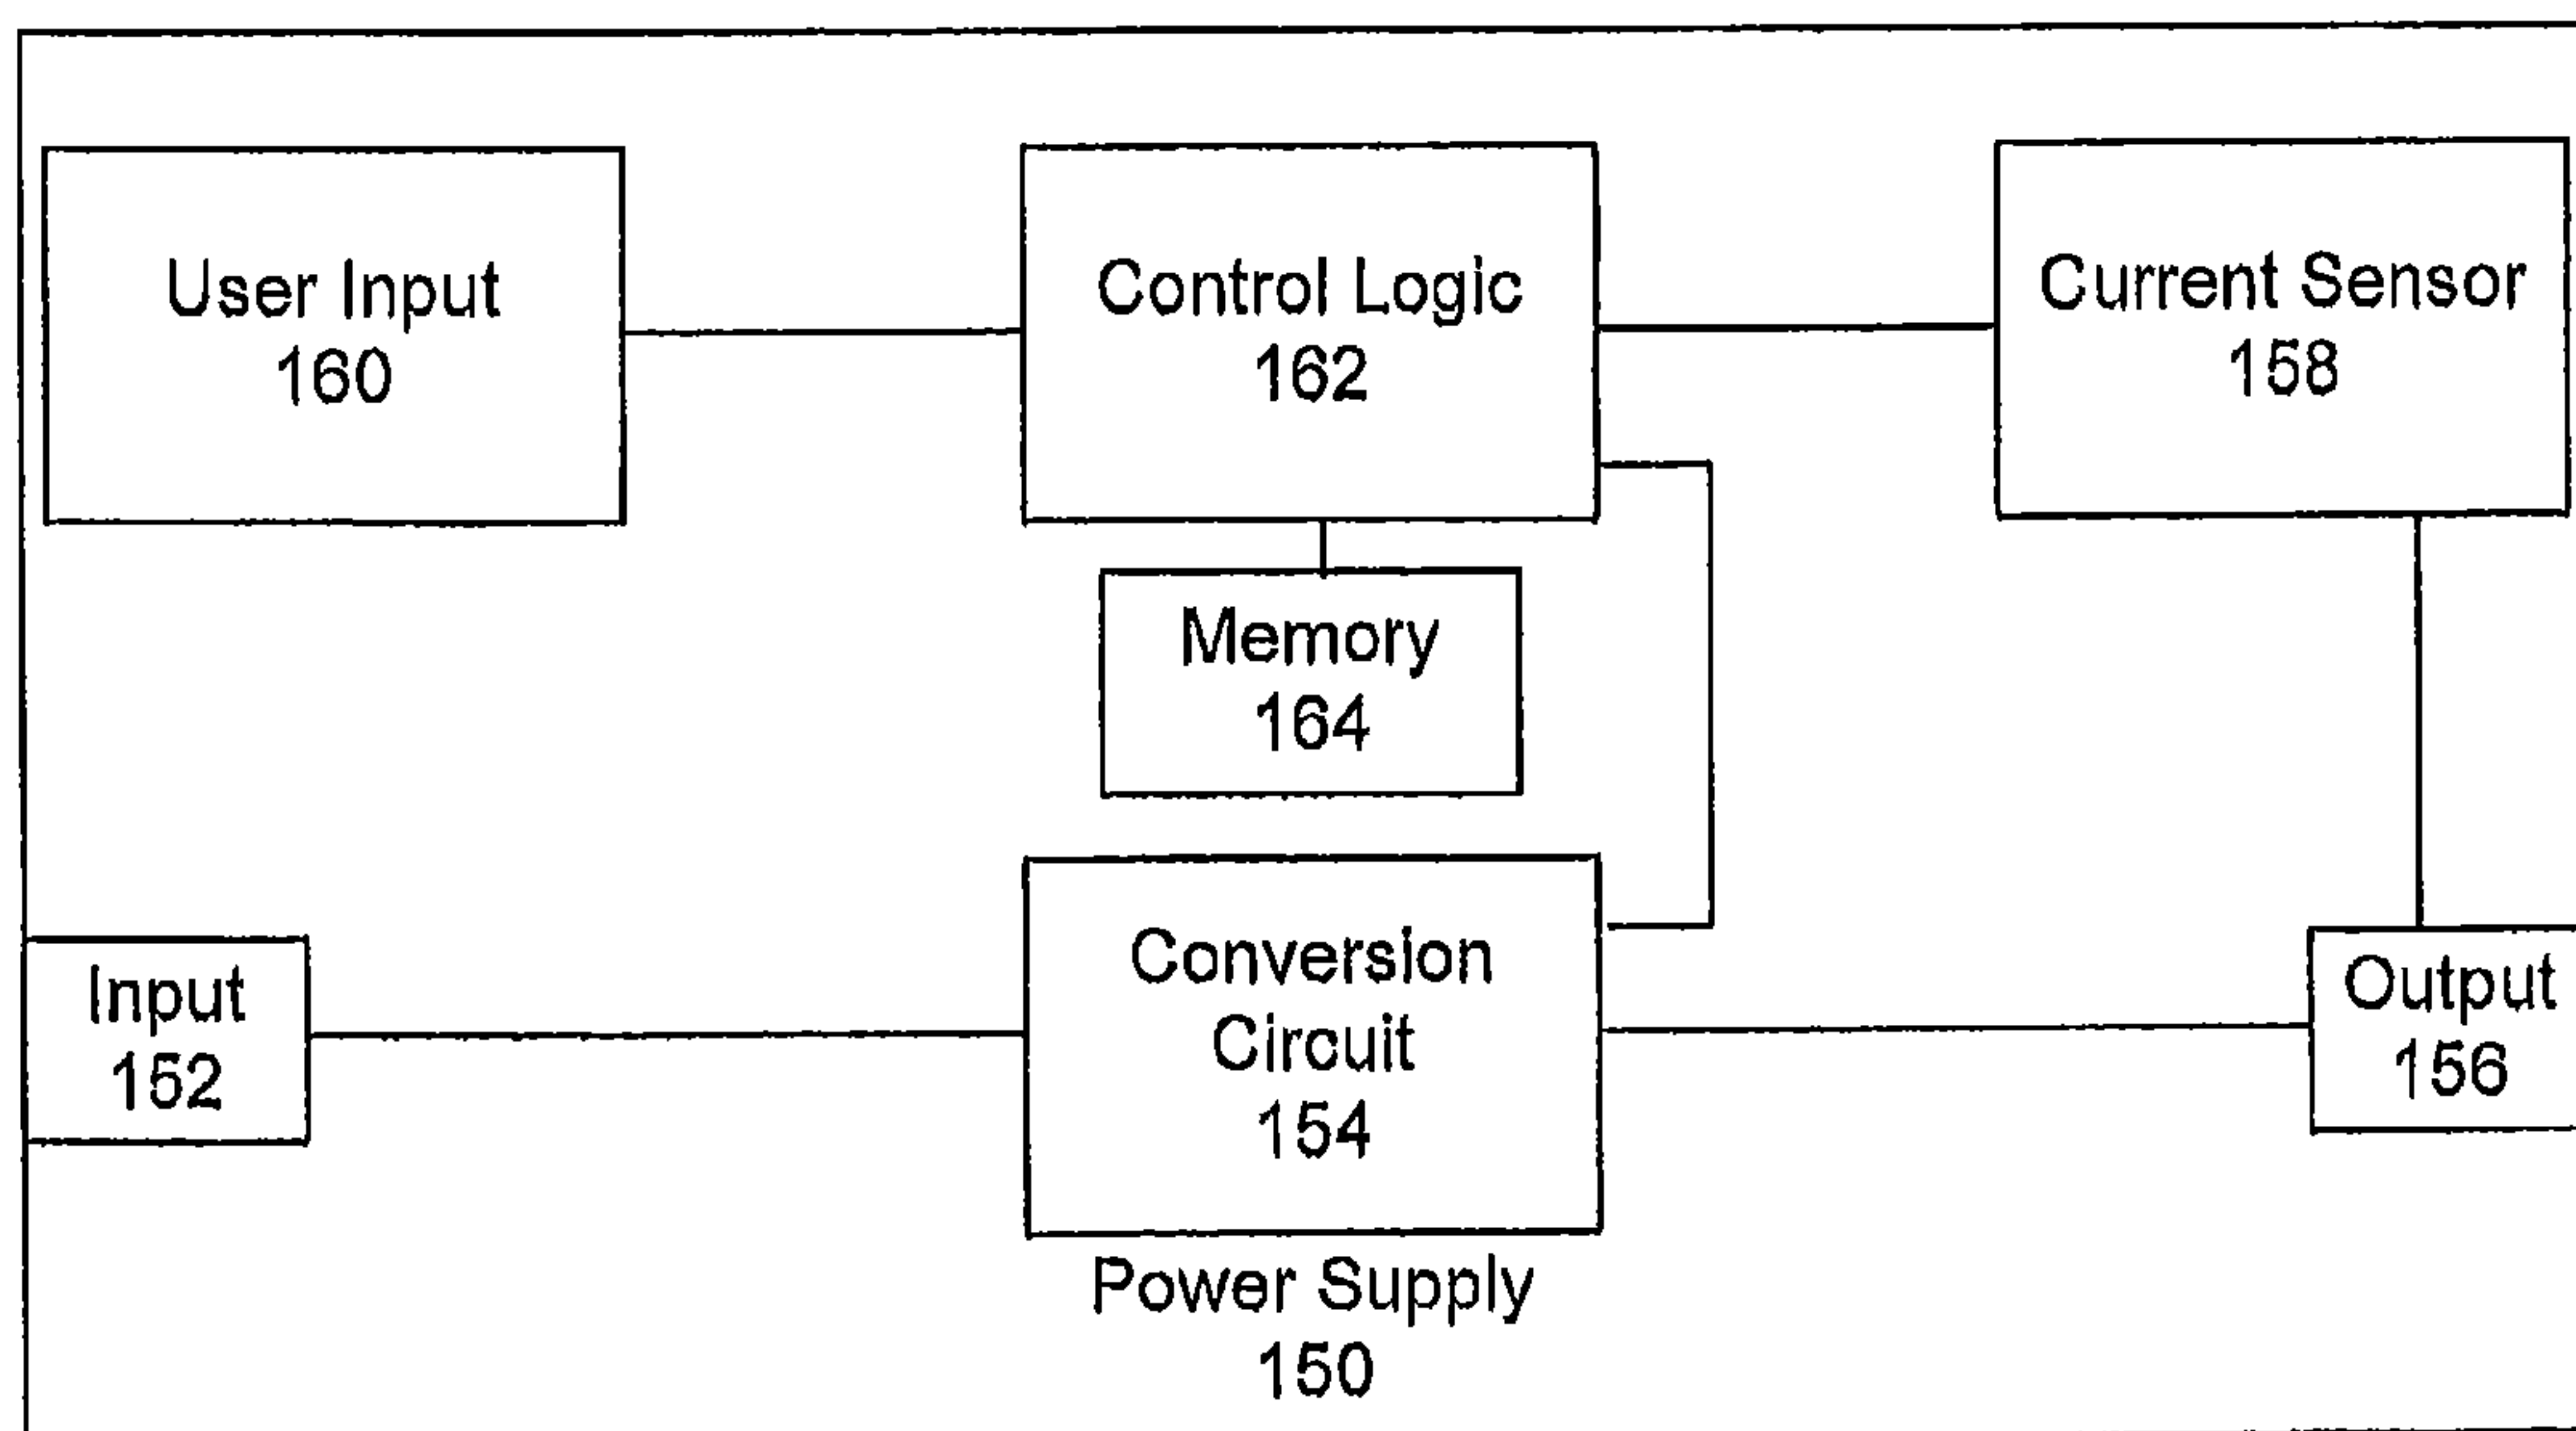 User Input
160
Control Logic
162
Current Sensor
158
Memory
164
Input
152
Conversion
Circuit
154
Output
156
Power Supply
150